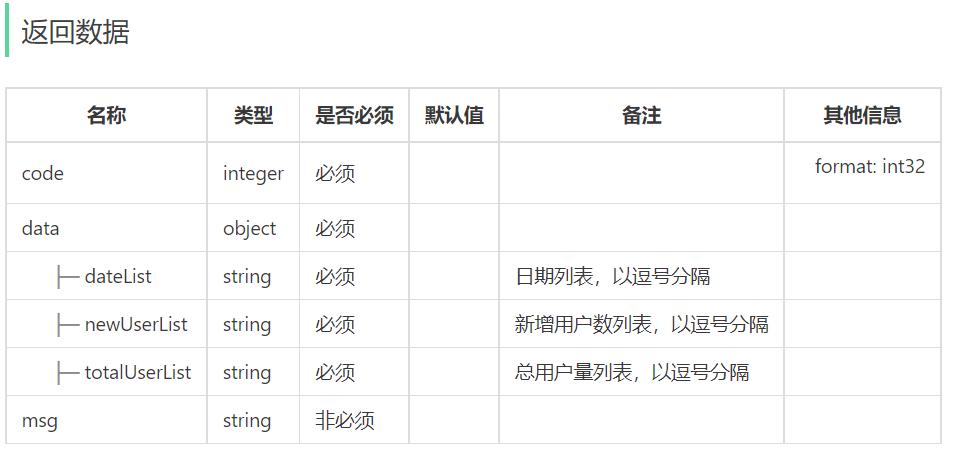 返回数据
名称 类型 是否必须 默认值 备注 其他信息
code integer 必须 format: int32
data object 必须
├─ dateList string 必须 日期列表，以逗号分隔
├─ newUserList string 必须 新增用户数列表，以逗号分隔
├─ totalUserList string 必须 总用户量列表，以逗号分隔
msg string 非必须